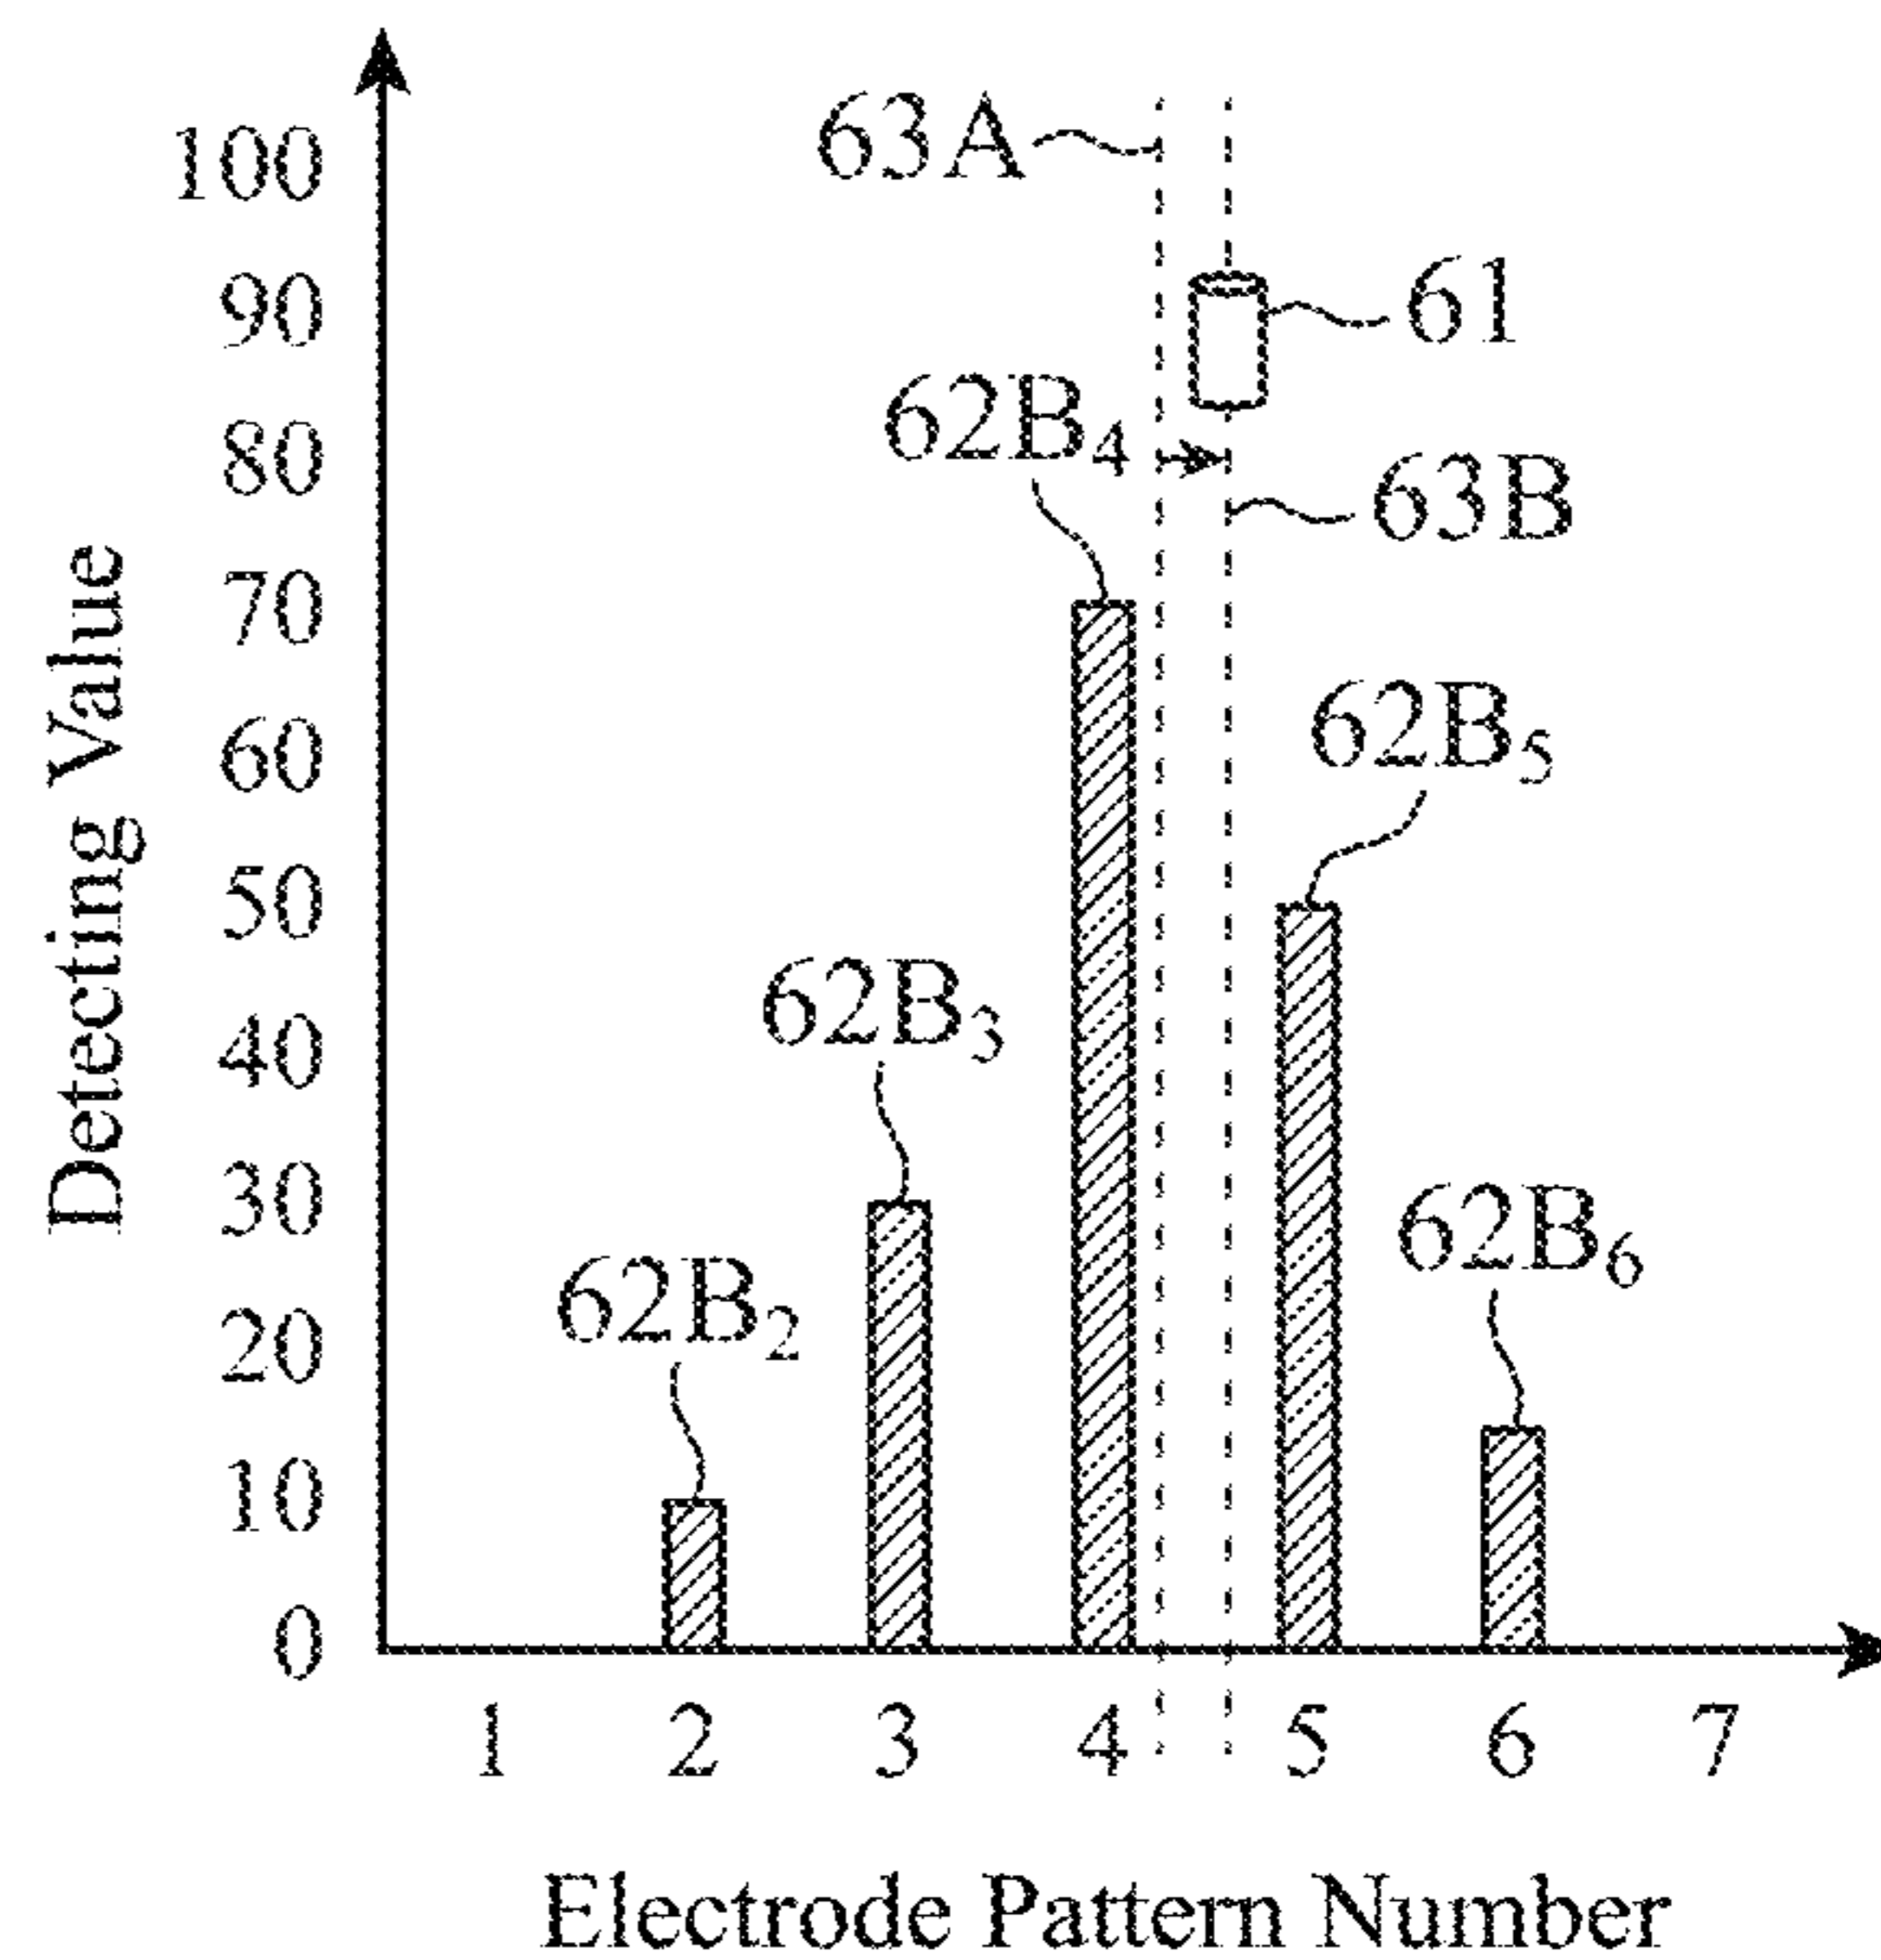 63A
100
61
90
62B4
80
63B
70
62B5
60
50
62B3
40
30
62B6
62B2
20
10
0
1 2 3 4 5 6 7
Electrode Pattern Number
Detecting Value